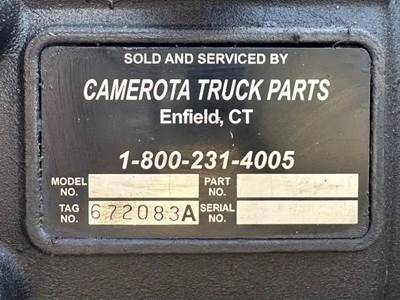 SOLD AND SERVICED BY
CAMEROTA TRUCK PARTS
Enfield, CT
1-800-231-4005
MODEL NO. PART NO.
TAG NO. 672083A SERIAL NO.